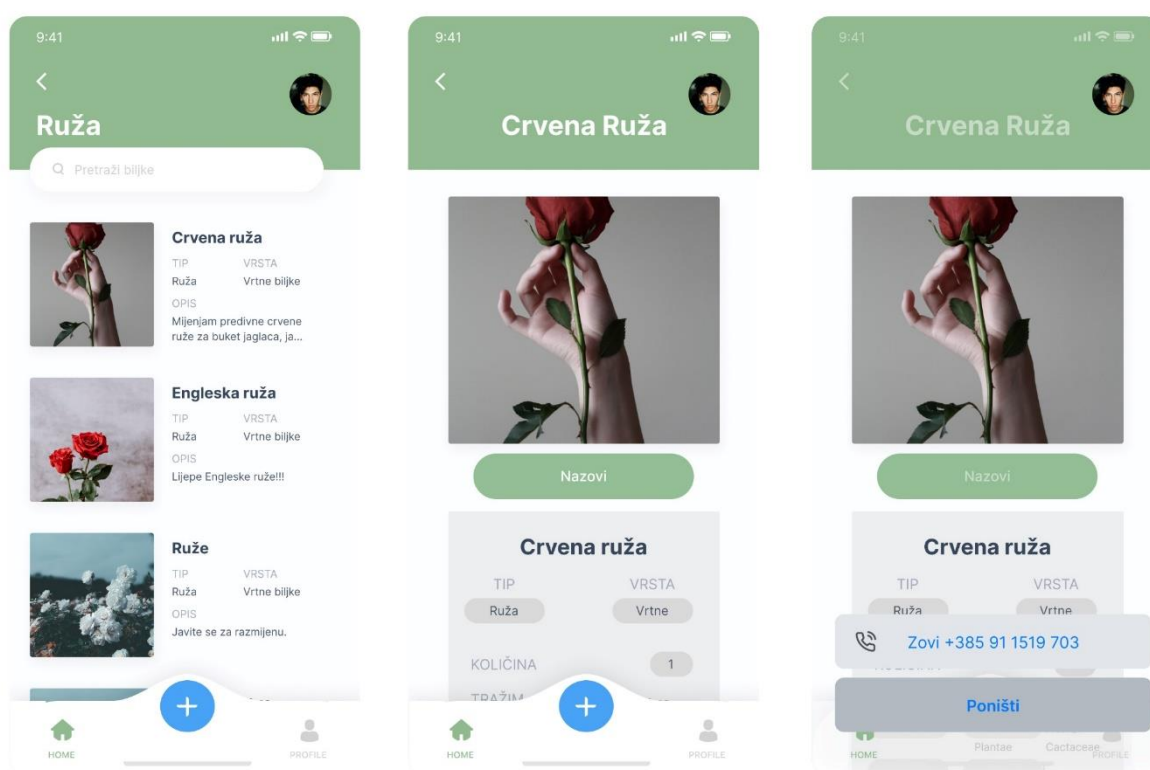 9:41
Ruža
Pretraži biljke
Crvena ruža
TIP VRSTA
Ruža Vrtne biljke
OPIS
Mijenjam predivne crvene
ruže za buket jaglaca, ja...
Engleska ruža
TIP VRSTA
Ruža Vrtne biljke
OPIS
Lijepe Engleske ruže!!!
Ruže
TIP VRSTA
Ruža Vrtne biljke
OPIS
Javite se za razmijenu.
HOME PROFILE
9:41
Crvena Ruža
Nazovi
Crvena ruža
TIP VRSTA
Ruža Vrtne
KOLIČINA 1
TRAŽIM
HOME PROFILE
9:41
Crvena Ruža
Nazovi
Crvena ruža
TIP VRSTA
Ruža Vrtne
Zovi +385 91 1519 703
Poništi
HOME Plantae Cactaceae PROFILE